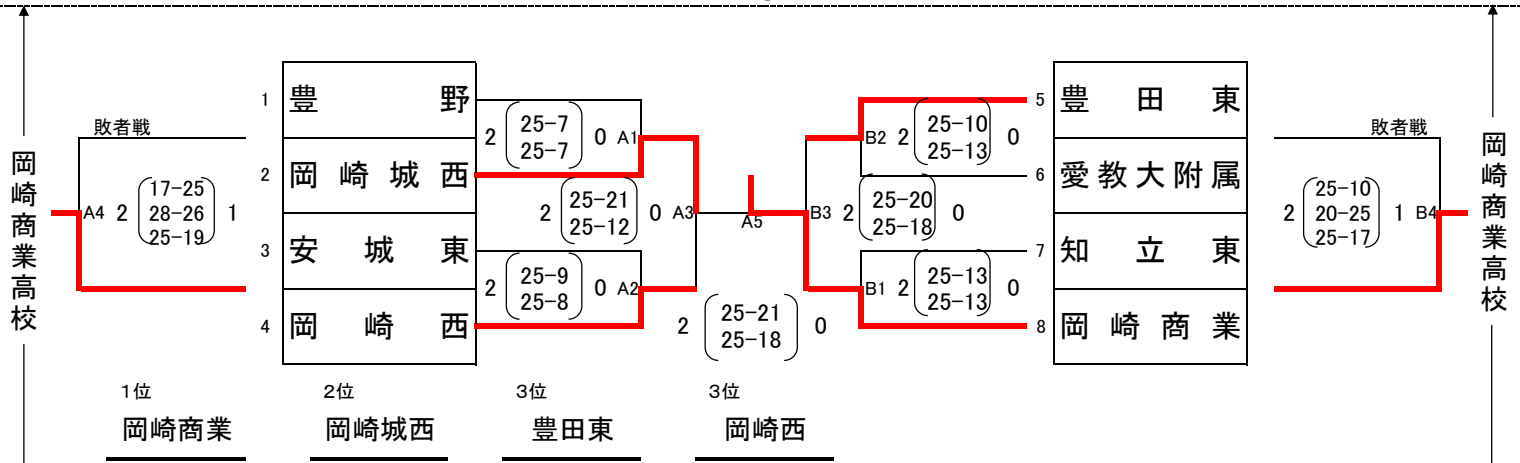 岡崎商業高校
敗者戦
A4 2 17-25 1
28-26
25-19
1 豊野
2 岡崎城西
3 安城東
4 岡崎西
2 25-7 0 A1
25-7
2 25-21 0 A3
25-12
2 25-9 0 A2
25-8
A5
2 25-21 0
25-18
B2 2 25-10 0
25-13
B3 2 25-20 0
25-18
B1 2 25-13 0
25-13
5 豊田東
6 愛教大附属
7 知立東
8 岡崎商業
敗者戦
2 25-10 1 B4
20-25
25-17
岡崎商業高校
1位 2位 3位 3位
岡崎商業 岡崎城西 豊田東 岡崎西